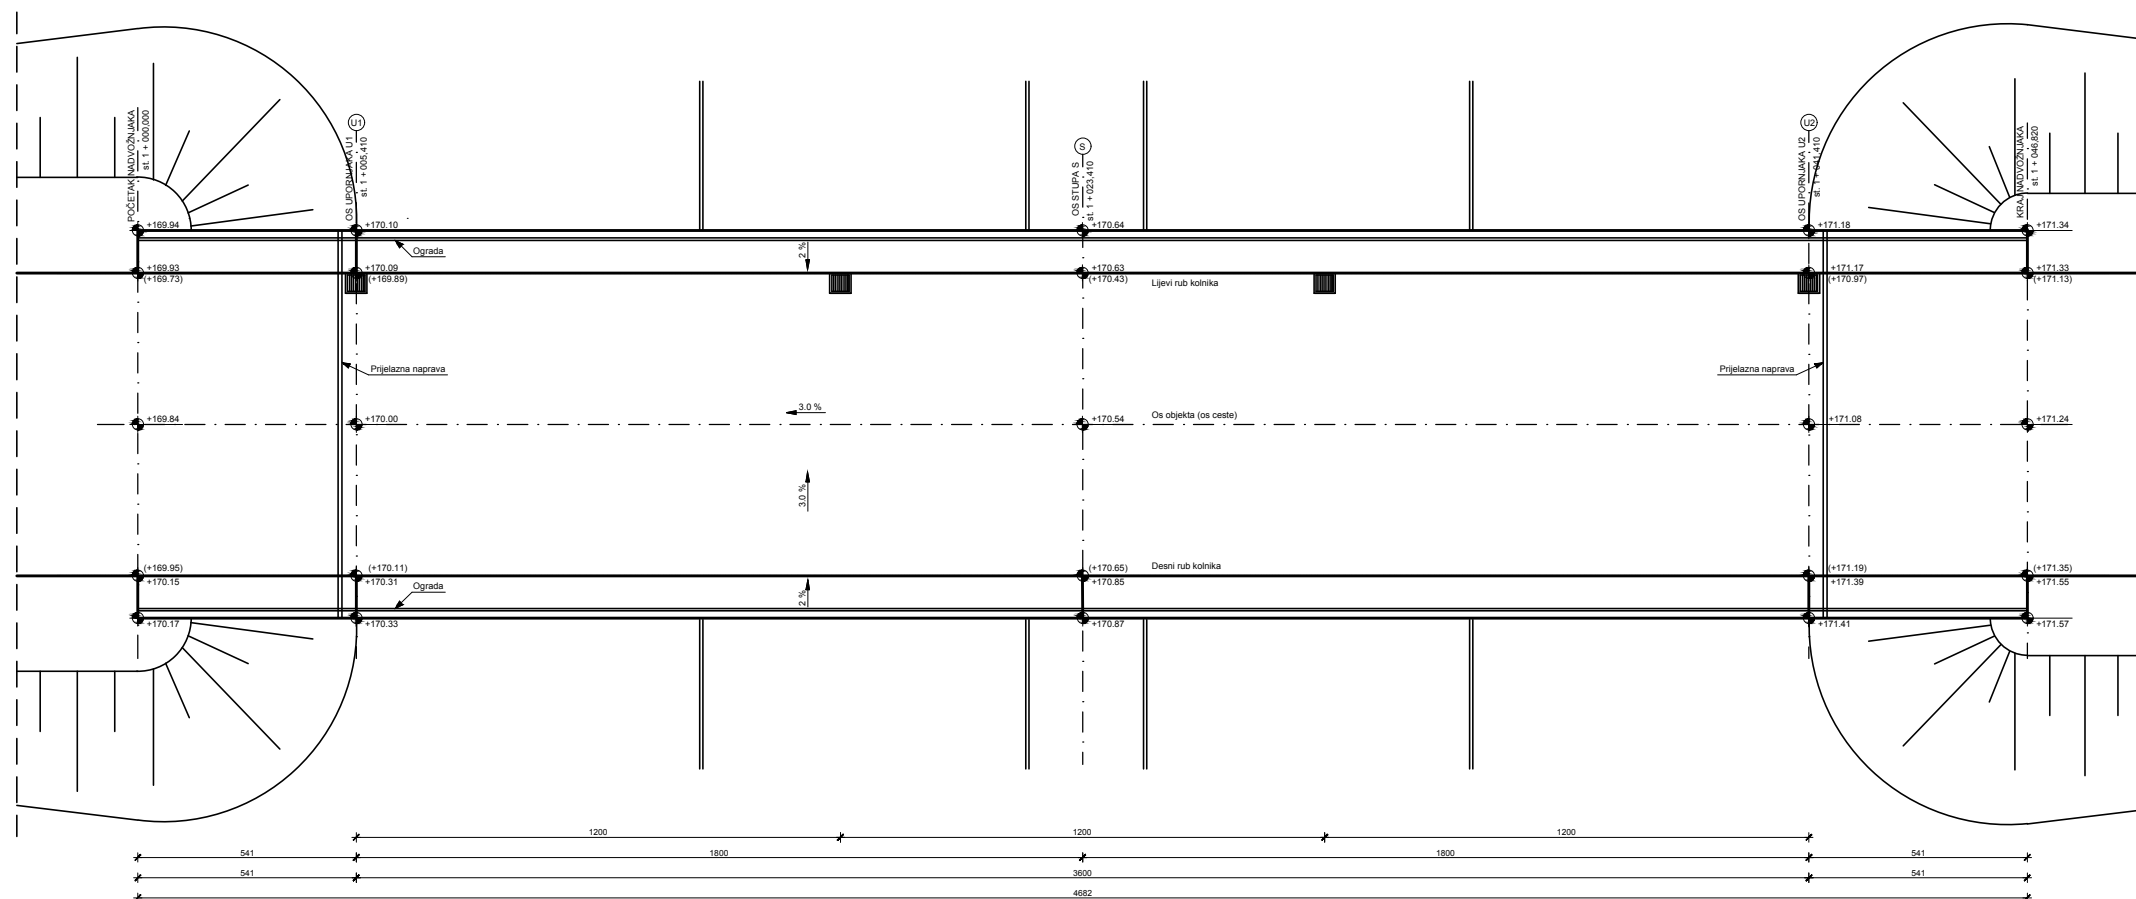 POČETAK NADVOŽNJAKA
st. 1 + 000,000
U1
OS UPORNJAKA U1
st. 1 + 005,410
S
OS STUPA S
st. 1 + 023,410
U2
OS UPORNJAKA U2
st. 1 + 041,410
KRAJ NADVOŽNJAKA
st. 1 + 046,820
+169.94
+170.10
+170.64
+171.18
+171.34
Ograda
2 %
+169.93
+170.09
+170.63
+171.17
+171.33
(+169.73)
(+169.89)
(+170.43)
(+170.97)
(+171.13)
Lijevi rub kolnika
Prijelazna naprava
Prijelazna naprava
3.0 %
Os objekta (os ceste)
+169.84
+170.00
+170.54
+171.08
+171.24
3.0 %
(+169.95)
(+170.11)
(+170.65)
Desni rub kolnika
(+171.19)
(+171.35)
+170.15
+170.31
+170.85
+171.39
+171.55
Ograda
2 %
+170.17
+170.33
+170.87
+171.41
+171.57
1200
1200
1200
541
1800
1800
541
541
3600
541
4682